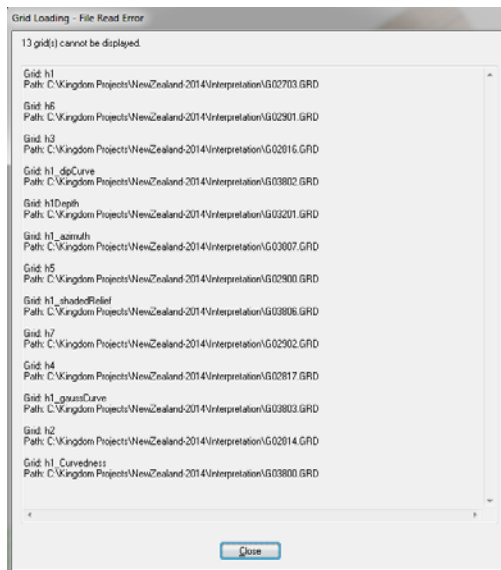 Grid Loading - File Read Error
13 grid(s) cannot be displayed.
Grid: h1
Path: C:\Kingdom Projects\NewZealand-2014\Interpretation\G02703.GRD
Grid: h6
Path: C:\Kingdom Projects\NewZealand-2014\Interpretation\G02901.GRD
Grid: h3
Path: C:\Kingdom Projects\NewZealand-2014\Interpretation\G02816.GRD
Grid: h1_dipCurve
Path: C:\Kingdom Projects\NewZealand-2014\Interpretation\G03802.GRD
Grid: h1Depth
Path: C:\Kingdom Projects\NewZealand-2014\Interpretation\G03201.GRD
Grid: h1_azimuth
Path: C:\Kingdom Projects\NewZealand-2014\Interpretation\G03807.GRD
Grid: h5
Path: C:\Kingdom Projects\NewZealand-2014\Interpretation\G02900.GRD
Grid: h1_shadedRelief
Path: C:\Kingdom Projects\NewZealand-2014\Interpretation\G03806.GRD
Grid: h7
Path: C:\Kingdom Projects\NewZealand-2014\Interpretation\G02902.GRD
Grid: h4
Path: C:\Kingdom Projects\NewZealand-2014\Interpretation\G02817.GRD
Grid: h1_gaussCurve
Path: C:\Kingdom Projects\NewZealand-2014\Interpretation\G03803.GRD
Grid: h2
Path: C:\Kingdom Projects\NewZealand-2014\Interpretation\G02814.GRD
Grid: h1_Curvedness
Path: C:\Kingdom Projects\NewZealand-2014\Interpretation\G03800.GRD
Close